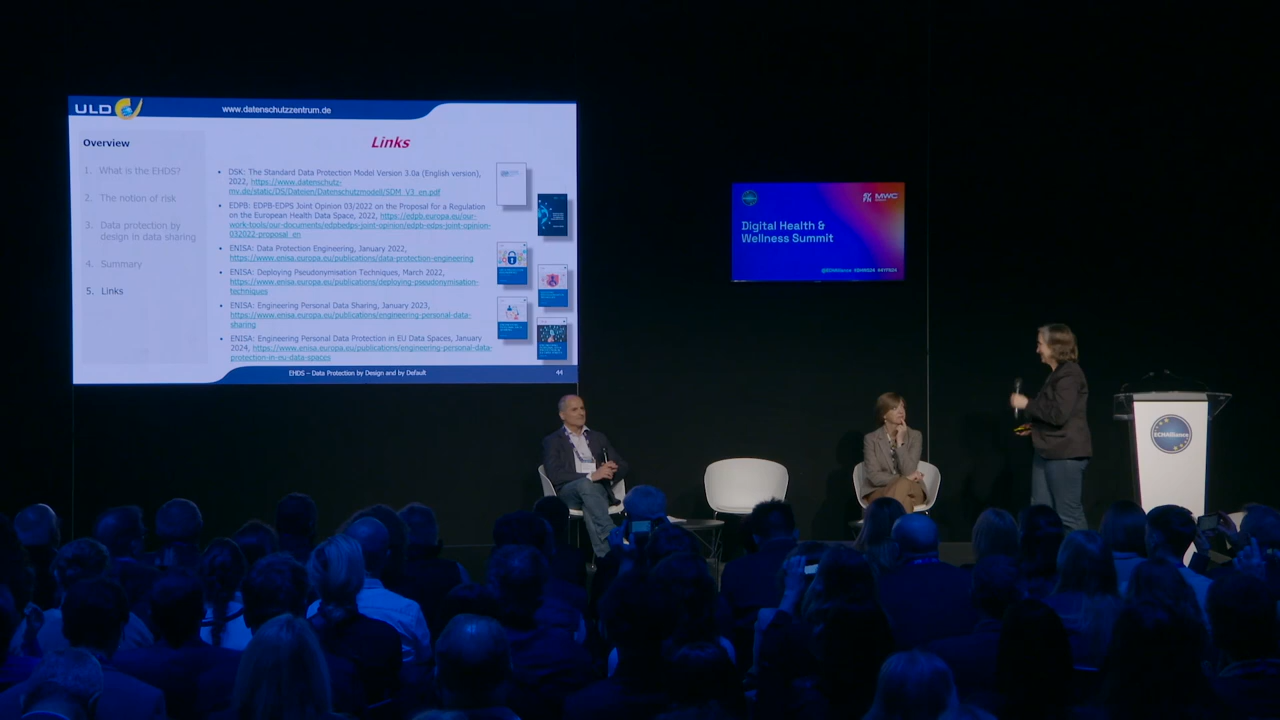 ULD
www.datenschutzzentrum.de
Overview
1. What is the EHDS?
2. The notion of risk
3. Data protection by
design in data sharing
4. Summary
5. Links
Links
• DSK: The Standard Data Protection Model Version 3.0a (English version),
2022, https://www.datenschutz-
mv.de/static/DS/Dateien/Datenschutzmodell/SDM_V3_en.pdf
• EDPB: EDPB-EDPS Joint Opinion 03/2022 on the Proposal for a Regulation
on the European Health Data Space, 2022, https://edpb.europa.eu/our-
work-tools/our-documents/edpbedps-joint-opinion/edpb-edps-joint-opinion-
032022-proposal_en
• ENISA: Data Protection Engineering, January 2022,
https://www.enisa.europa.eu/publications/data-protection-engineering
• ENISA: Deploying Pseudonymisation Techniques, March 2022,
https://www.enisa.europa.eu/publications/deploying-pseudonymisation-
techniques
• ENISA: Engineering Personal Data Sharing, January 2023,
https://www.enisa.europa.eu/publications/engineering-personal-data-
sharing
• ENISA: Engineering Personal Data Protection in EU Data Spaces, January
2024, https://www.enisa.europa.eu/publications/engineering-personal-data-
protection-in-eu-data-spaces
EHDS – Data Protection by Design and by Default
44
MWC
Digital Health &
Wellness Summit
ECHAlliance